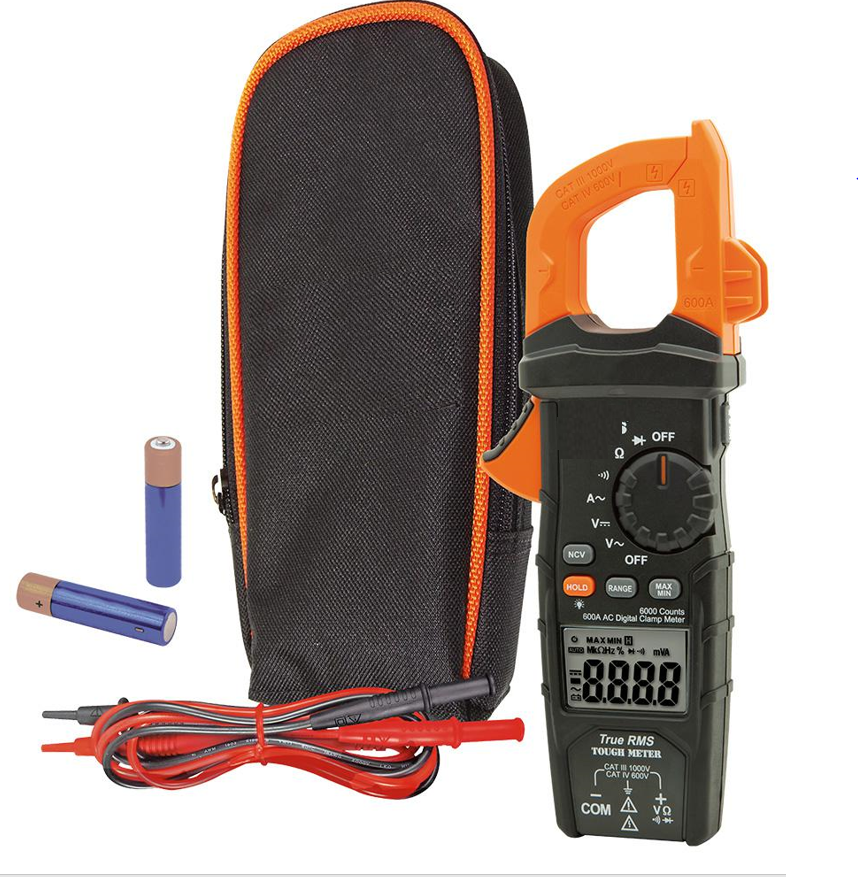 CAT III 1000V
CAT IV 600V
600A
OFF
Ω
A~
V⎓
V~
OFF
NCV
HOLD
RANGE
MAX
MIN
6000 Counts
600A AC Digital Clamp Meter
MAX MIN H
AUTO MkΩHz % mVA
8.8.8.8
True RMS
TOUGH METER
CAT III 1000V
CAT IV 600V
− +
COM VΩ